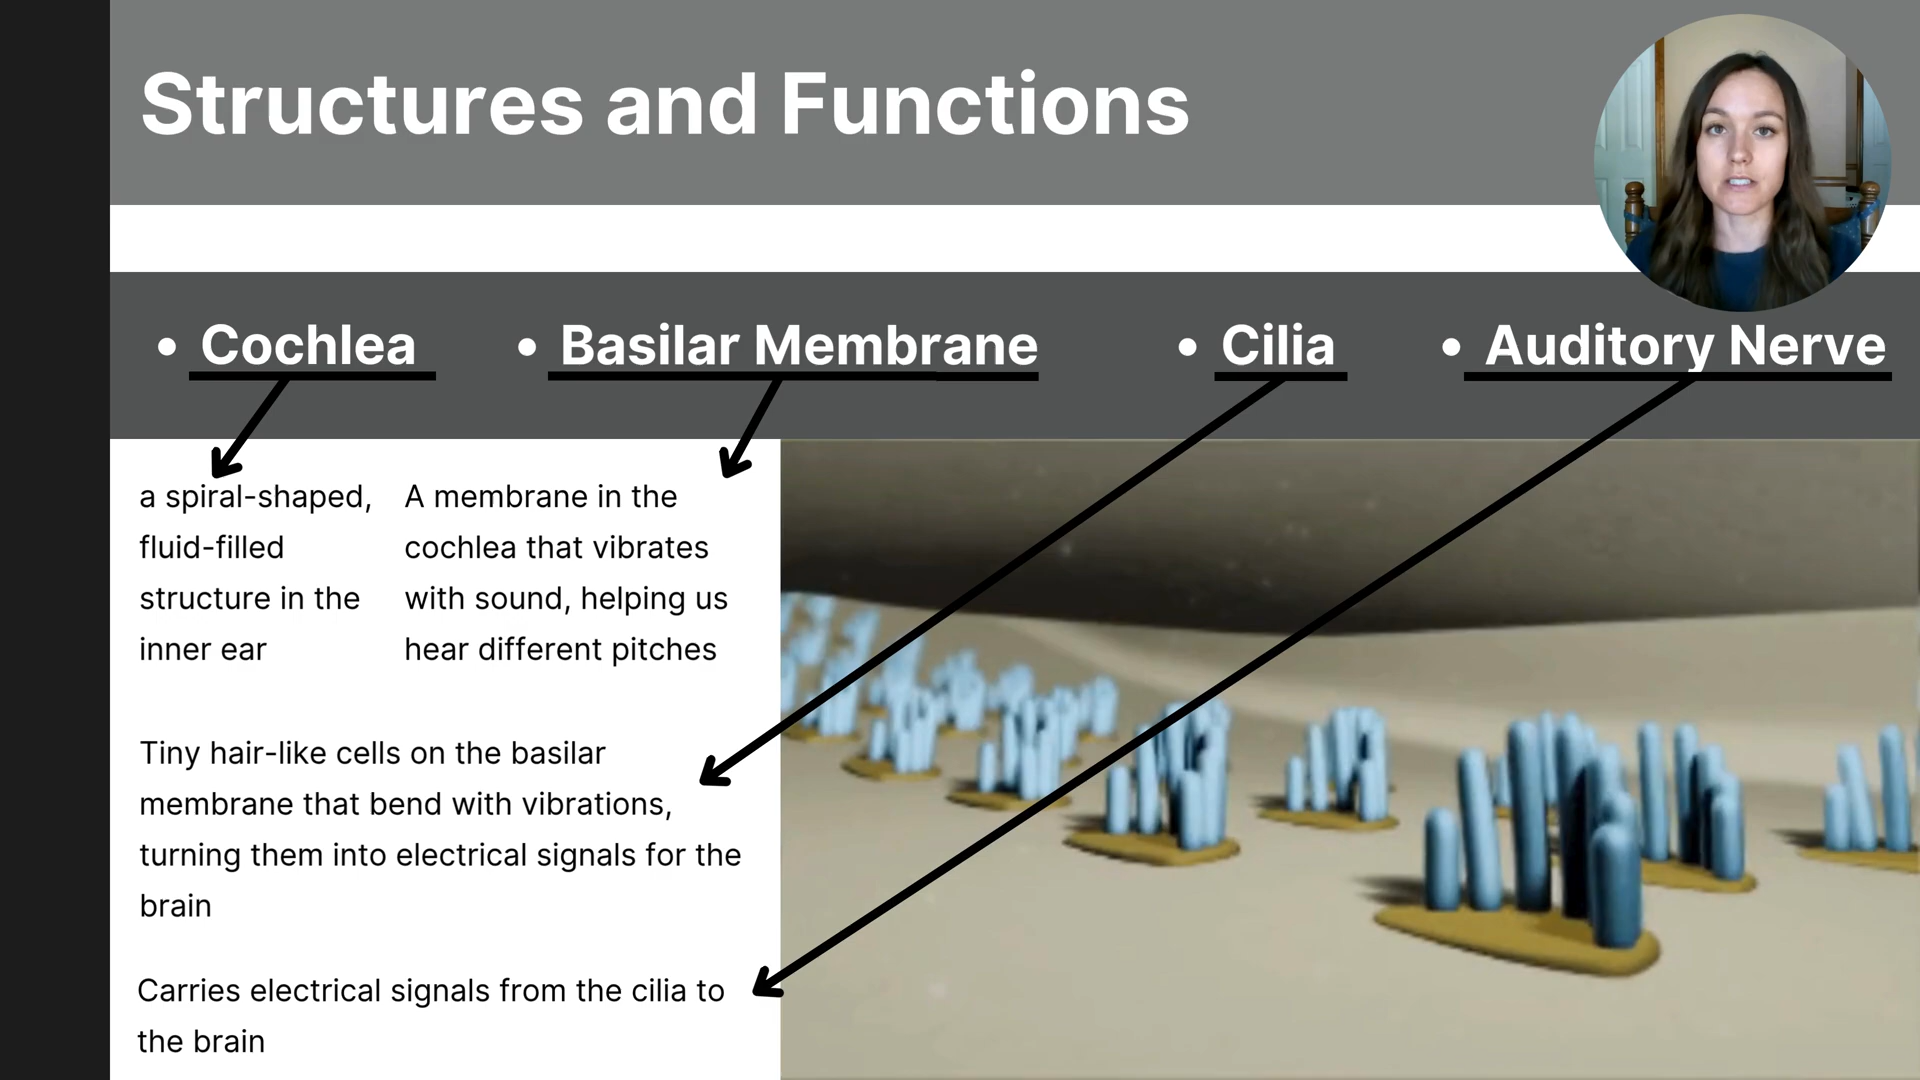 Structures and Functions
• Cochlea • Basilar Membrane • Cilia • Auditory Nerve
a spiral-shaped,
fluid-filled
structure in the
inner ear
A membrane in the
cochlea that vibrates
with sound, helping us
hear different pitches
Tiny hair-like cells on the basilar
membrane that bend with vibrations,
turning them into electrical signals for the
brain
Carries electrical signals from the cilia to
the brain